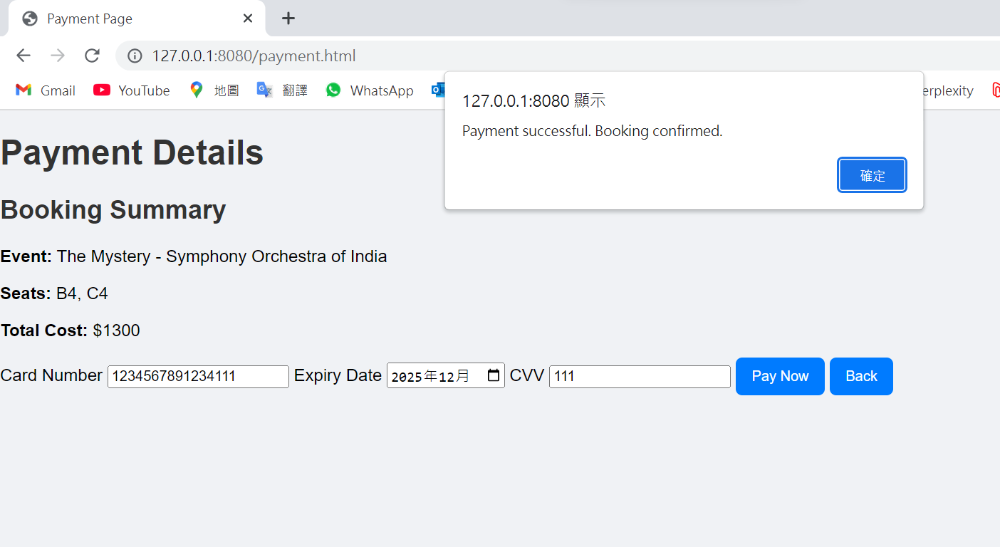 Payment Page
127.0.0.1:8080/payment.html
Gmail YouTube 地圖 翻譯 WhatsApp erplexity
127.0.0.1:8080 顯示
Payment successful. Booking confirmed.
確定
Payment Details
Booking Summary
Event: The Mystery - Symphony Orchestra of India
Seats: B4, C4
Total Cost: $1300
Card Number 1234567891234111 Expiry Date 2025年12月 CVV 111 Pay Now Back